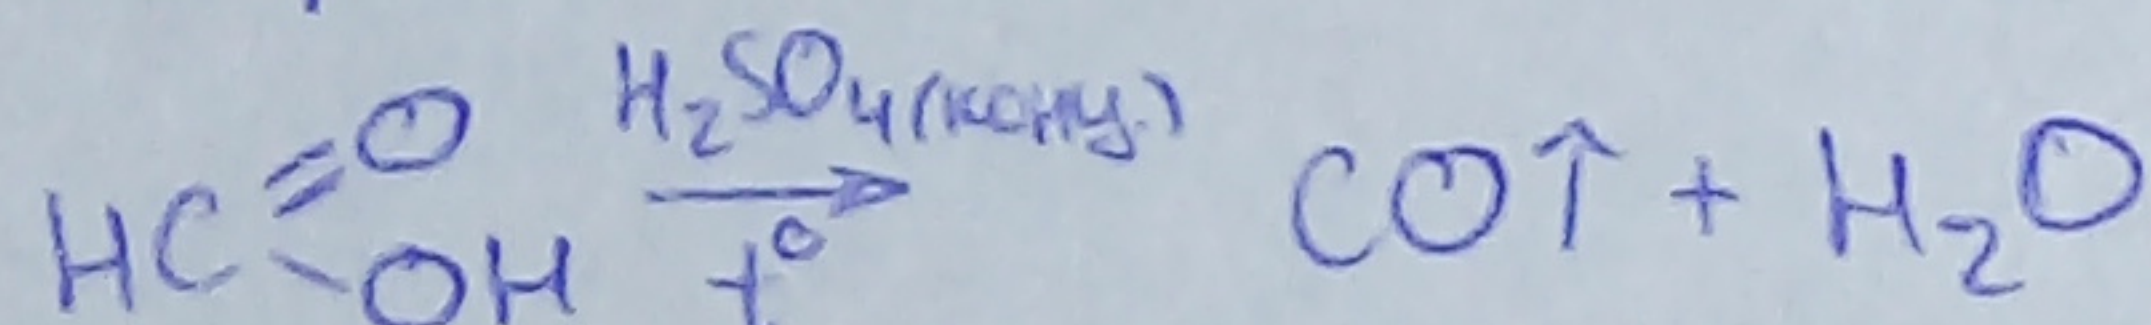 HC=O-OH H₂SO₄(конц.) t° → CO↑ + H₂O